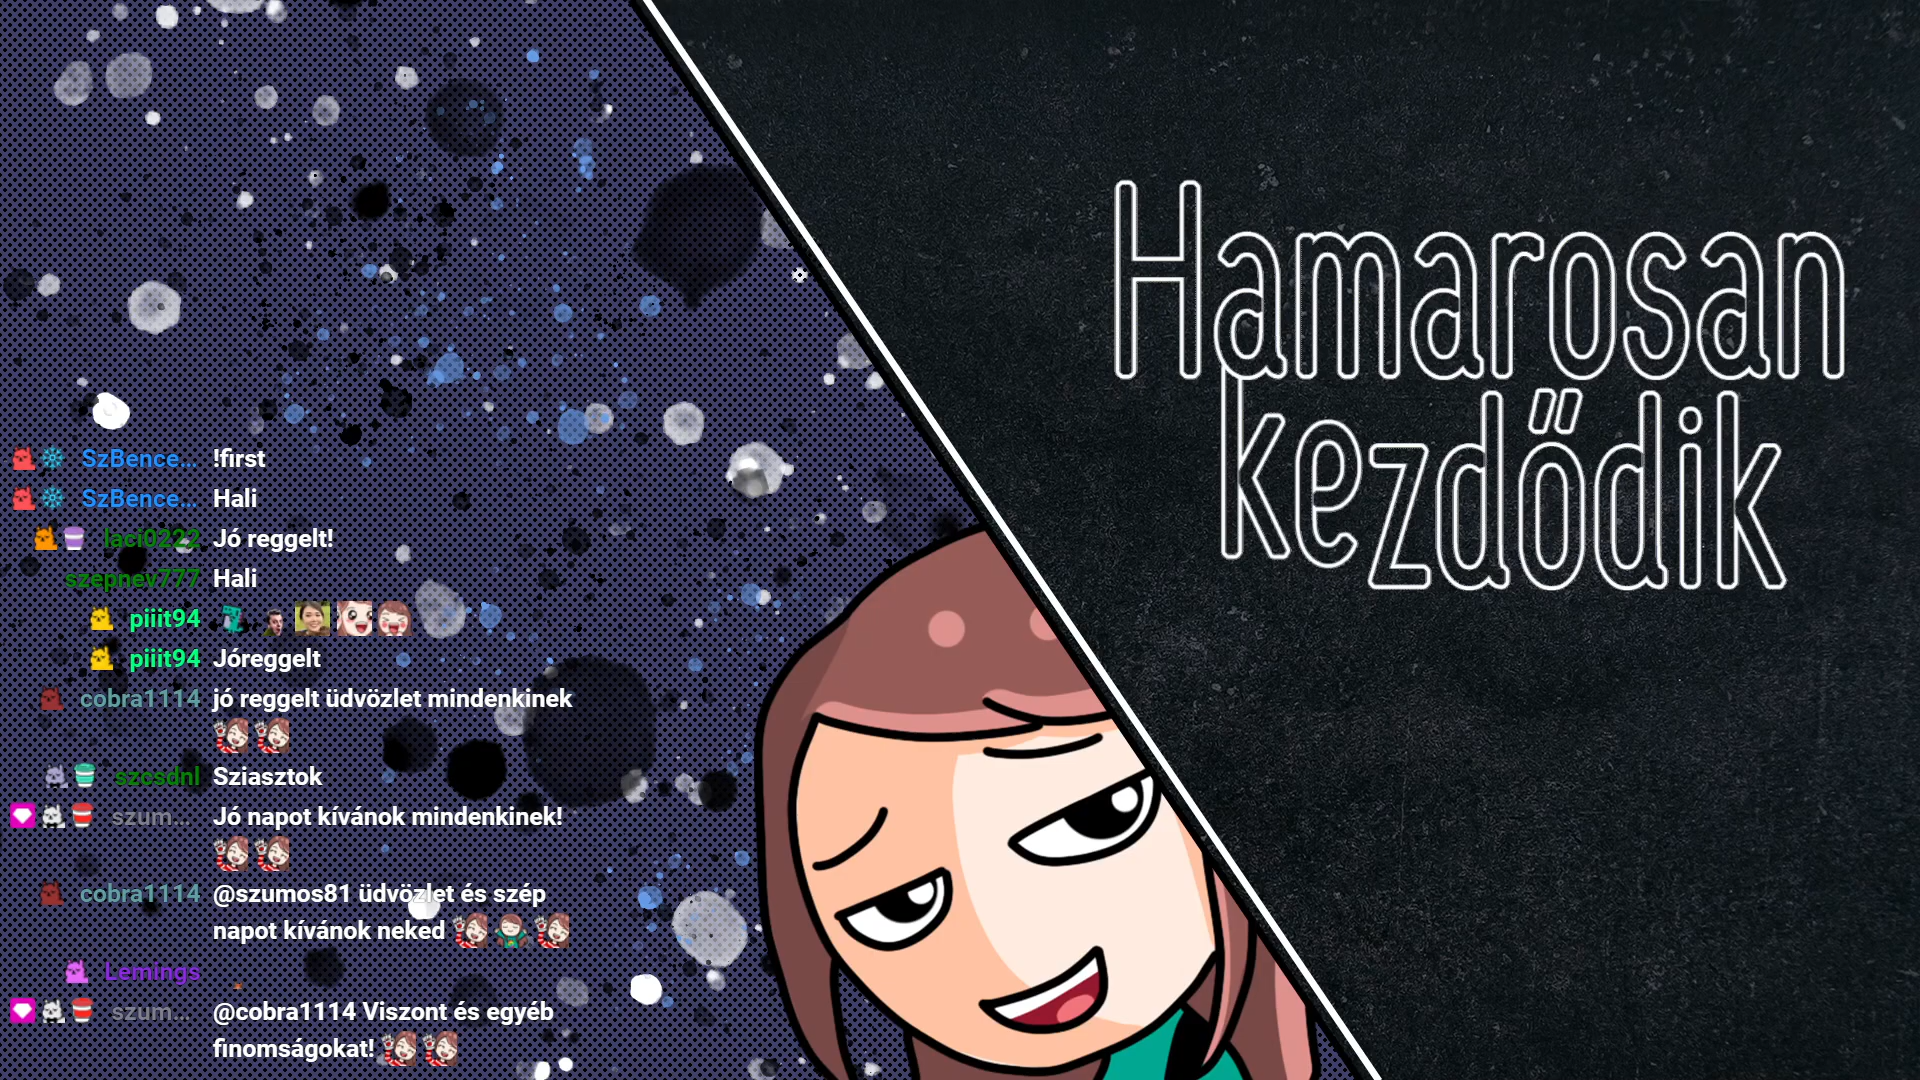 Hamarosan
kezdődik
SzBence... !first
SzBence... Hali
laci0222 Jó reggelt!
szepnev777 Hali
piiit94
piiit94 Jóreggelt
cobra1114 jó reggelt üdvözlet mindenkinek
szcsdnl Sziasztok
szum... Jó napot kívánok mindenkinek!
cobra1114 @szumos81 üdvözlet és szép
napot kívánok neked
Lemings
szum... @cobra1114 Viszont és egyéb
finomságokat!